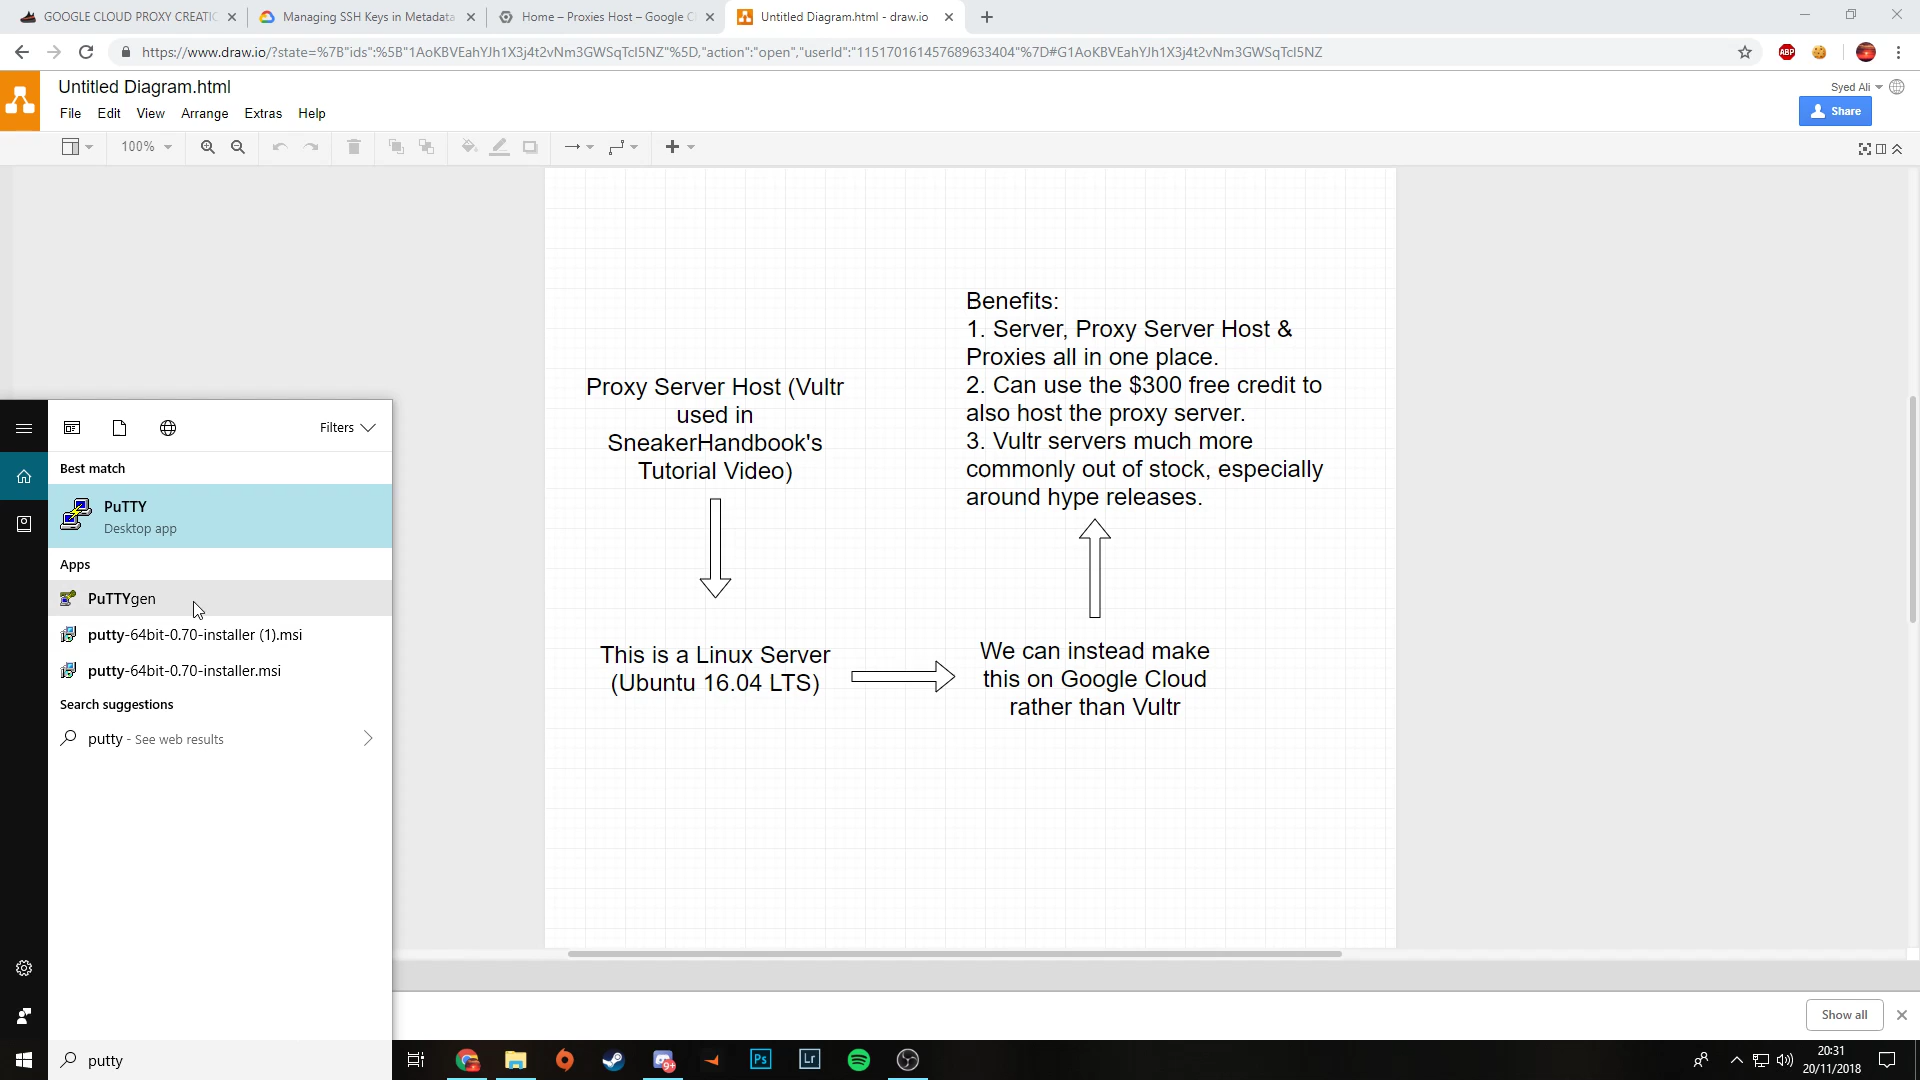 GOOGLE CLOUD PROXY CREATIO
Managing SSH Keys in Metadata
Home – Proxies Host – Google C
Untitled Diagram.html - draw.io
https://www.draw.io/?state=%7B"ids":%5B"1AoKBVEahYJh1X3j4t2vNm3GWSqTcI5NZ"%5D,"action":"open","userId":"115170161457689633404"%7D#G1AoKBVEahYJh1X3j4t2vNm3GWSqTcI5NZ
ABP
Untitled Diagram.html
Syed Ali
File Edit View Arrange Extras Help
Share
100%
Benefits:
1. Server, Proxy Server Host &
Proxies all in one place.
2. Can use the $300 free credit to
also host the proxy server.
3. Vultr servers much more
commonly out of stock, especially
around hype releases.
Proxy Server Host (Vultr
used in
SneakerHandbook's
Tutorial Video)
This is a Linux Server
(Ubuntu 16.04 LTS)
We can instead make
this on Google Cloud
rather than Vultr
Filters
Best match
PuTTY
Desktop app
Apps
PuTTYgen
putty-64bit-0.70-installer (1).msi
putty-64bit-0.70-installer.msi
Search suggestions
putty - See web results
Show all
putty
9+
Ps
Lr
20:31
20/11/2018